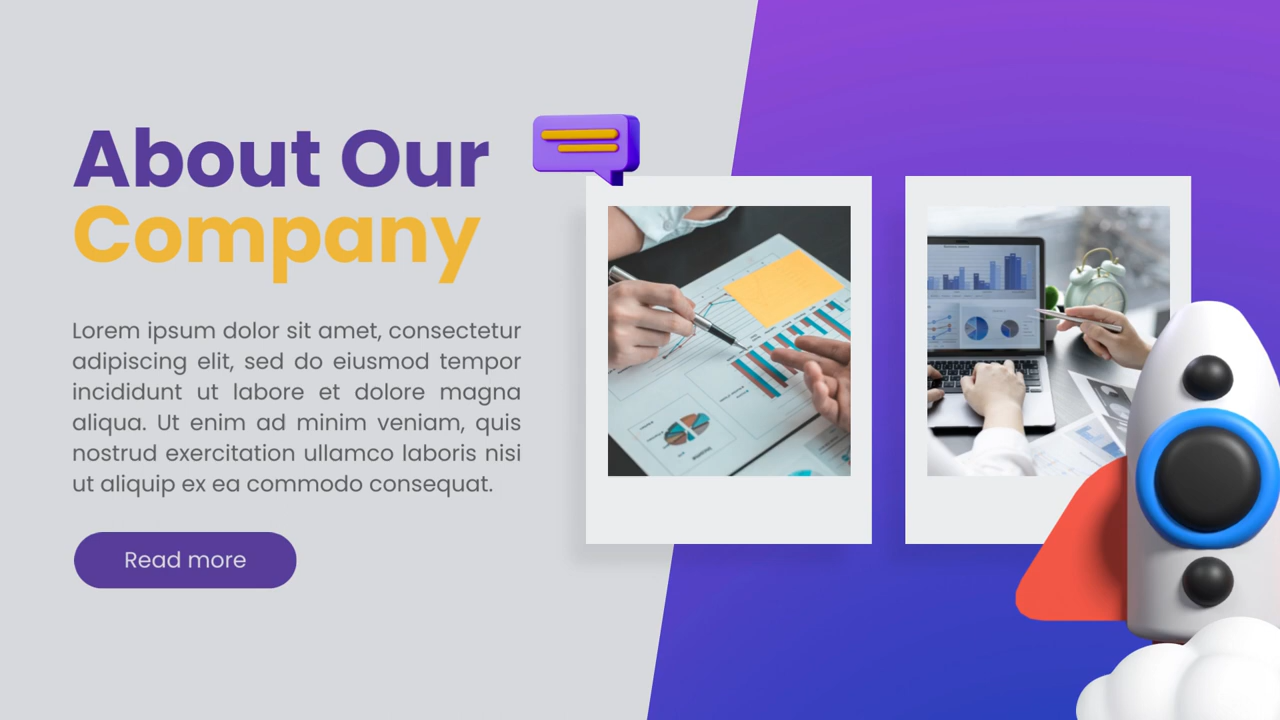 About Our
Company
Lorem ipsum dolor sit amet, consectetur
adipiscing elit, sed do eiusmod tempor
incididunt ut labore et dolore magna
aliqua. Ut enim ad minim veniam, quis
nostrud exercitation ullamco laboris nisi
ut aliquip ex ea commodo consequat.
Read more